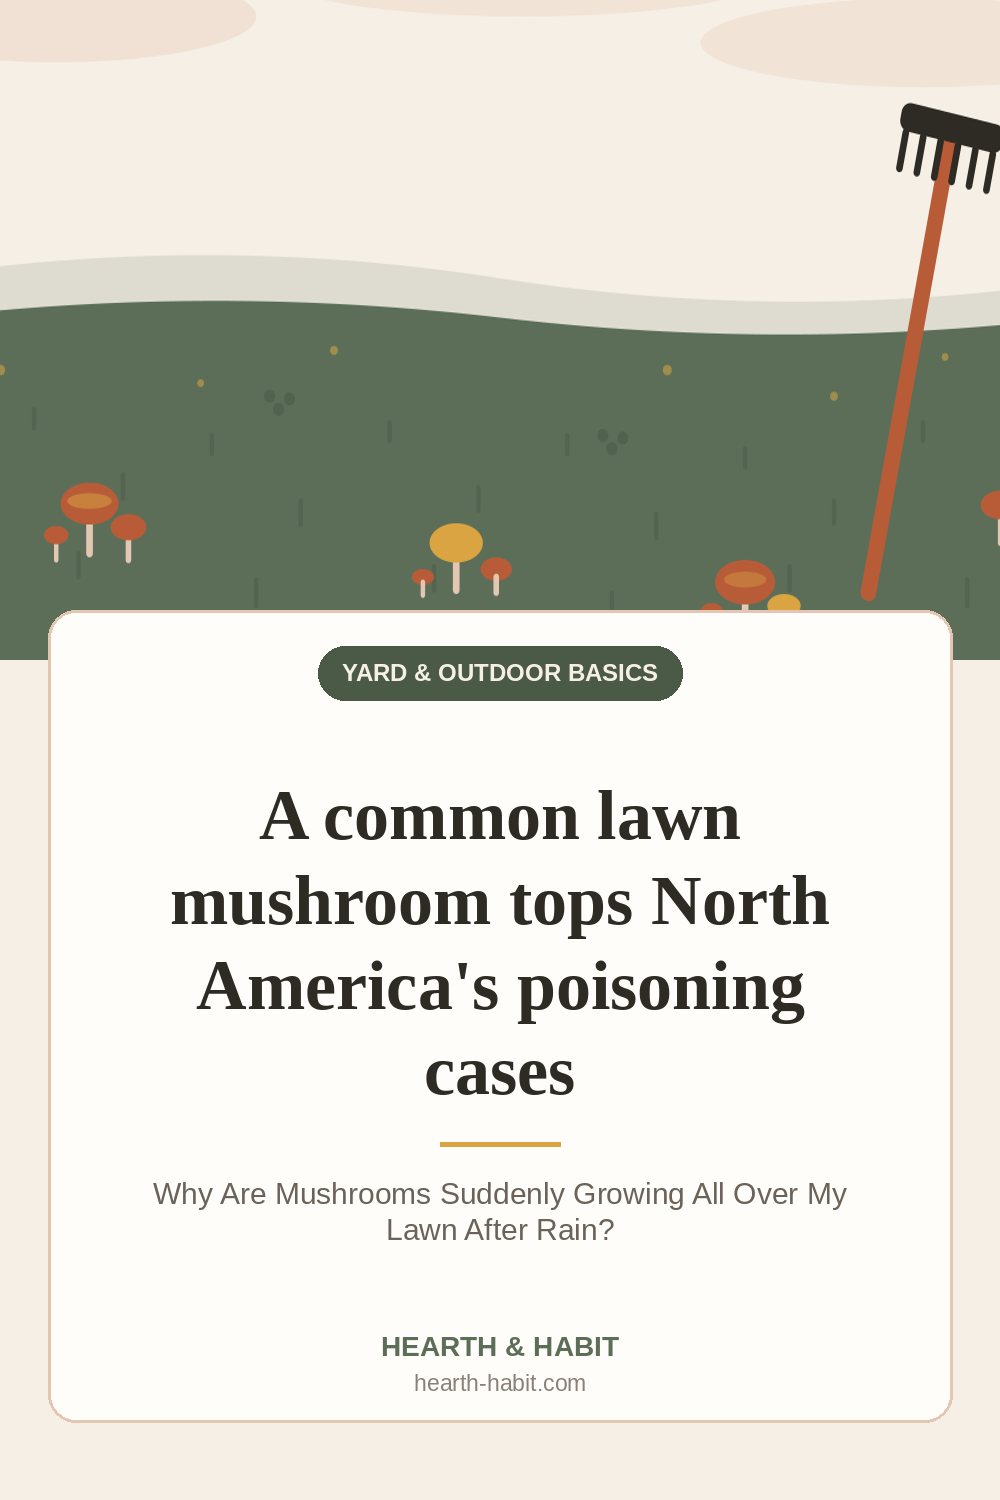 YARD & OUTDOOR BASICS
A common lawn
mushroom tops North
America's poisoning
cases
Why Are Mushrooms Suddenly Growing All Over My
Lawn After Rain?
HEARTH & HABIT
hearth-habit.com